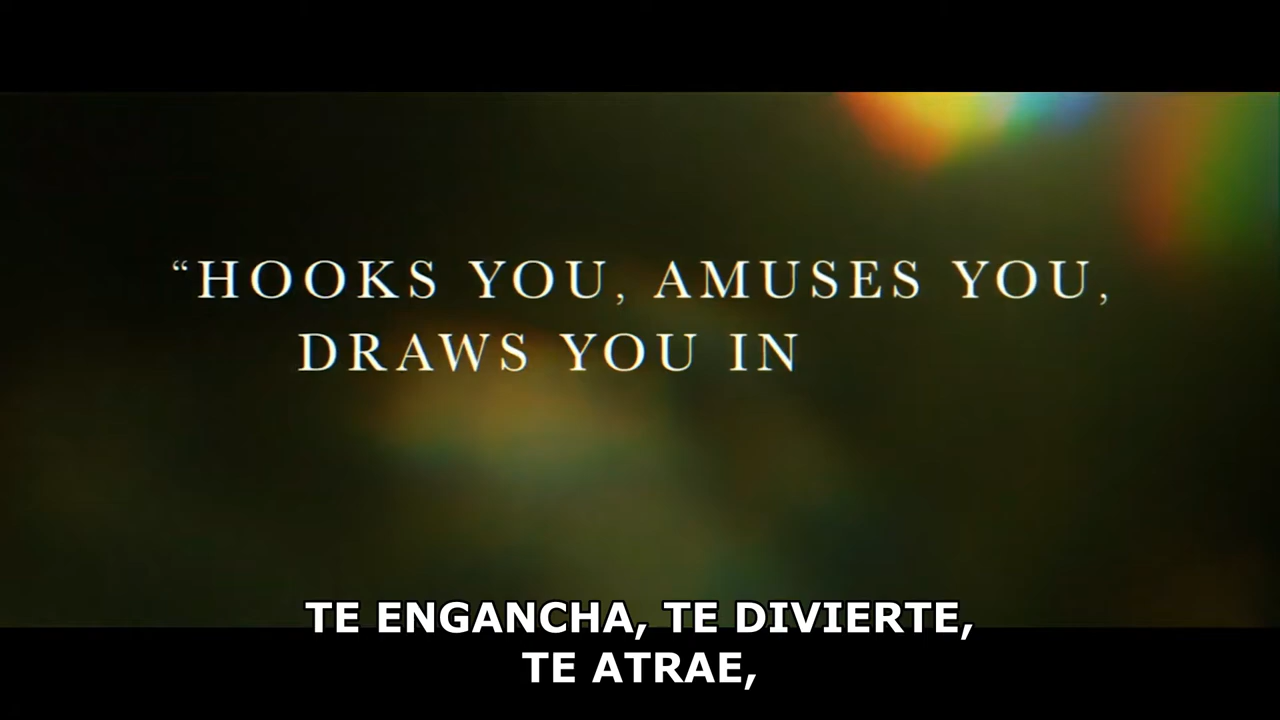 “HOOKS YOU, AMUSES YOU,
DRAWS YOU IN
TE ENGANCHA, TE DIVIERTE,
TE ATRAE,